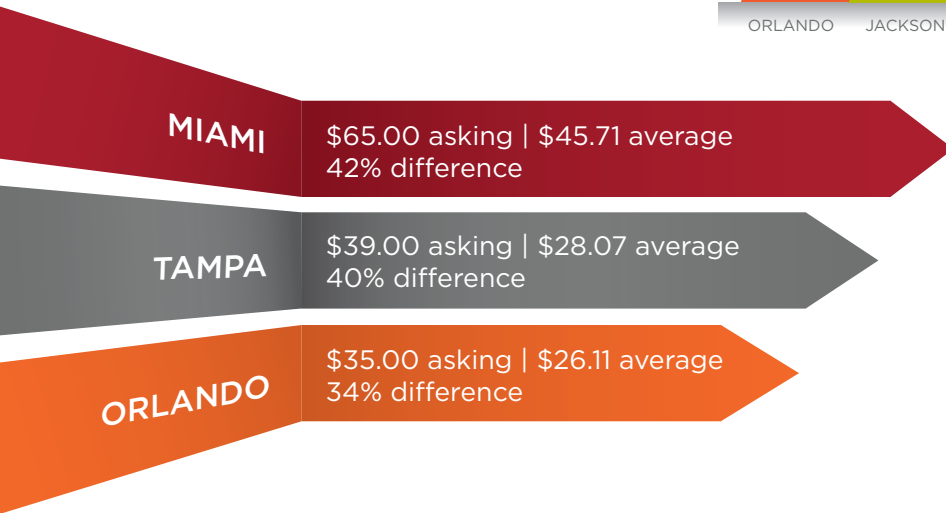 ORLANDO JACKSON
MIAMI
$65.00 asking | $45.71 average
42% difference
TAMPA
$39.00 asking | $28.07 average
40% difference
ORLANDO
$35.00 asking | $26.11 average
34% difference